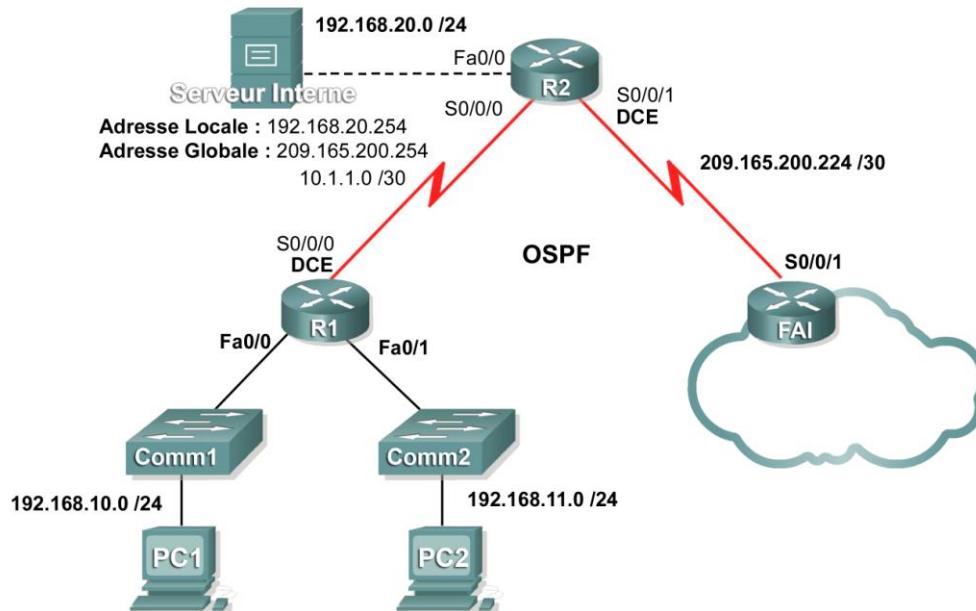 192.168.20.0 /24
Fa0/0
R2
Serveur Interne
S0/0/0
S0/0/1
DCE
Adresse Locale : 192.168.20.254
Adresse Globale : 209.165.200.254
10.1.1.0 /30
209.165.200.224 /30
S0/0/0
DCE
OSPF
S0/0/1
R1
FAI
Fa0/0
Fa0/1
Comm1
Comm2
192.168.10.0 /24
192.168.11.0 /24
PC1
PC2